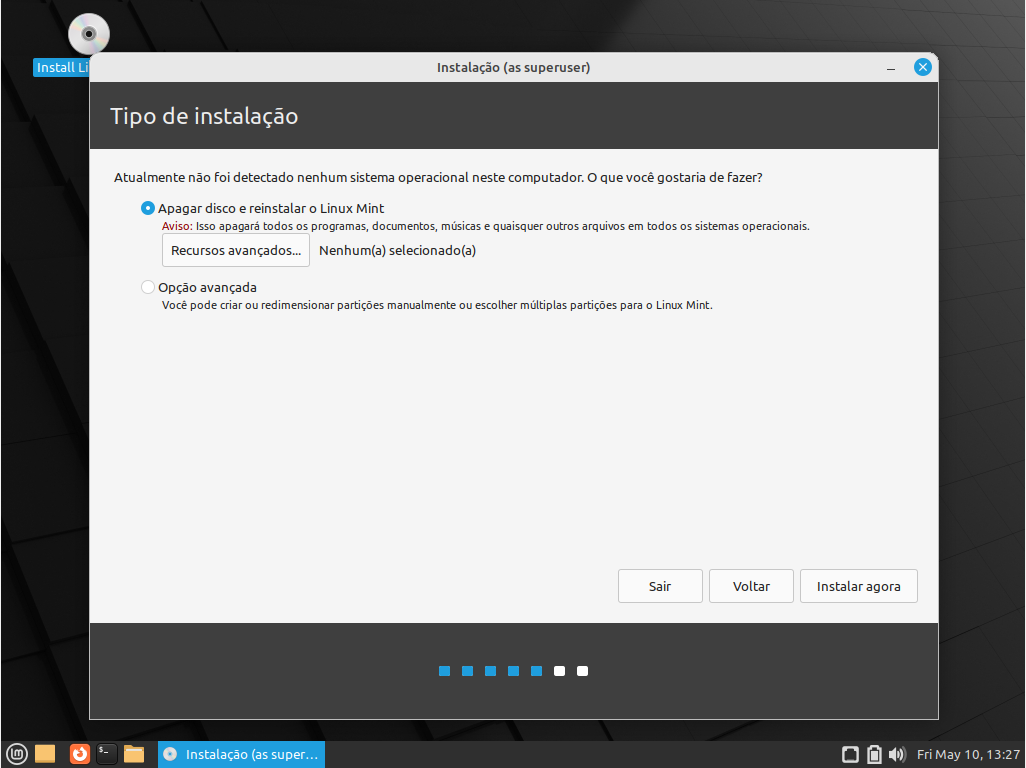 Install Li
Instalação (as superuser)
Tipo de instalação
Atualmente não foi detectado nenhum sistema operacional neste computador. O que você gostaria de fazer?
Apagar disco e reinstalar o Linux Mint
Aviso: Isso apagará todos os programas, documentos, músicas e quaisquer outros arquivos em todos os sistemas operacionais.
Recursos avançados... Nenhum(a) selecionado(a)
Opção avançada
Você pode criar ou redimensionar partições manualmente ou escolher múltiplas partições para o Linux Mint.
Sair Voltar Instalar agora
Instalação (as super... Fri May 10, 13:27